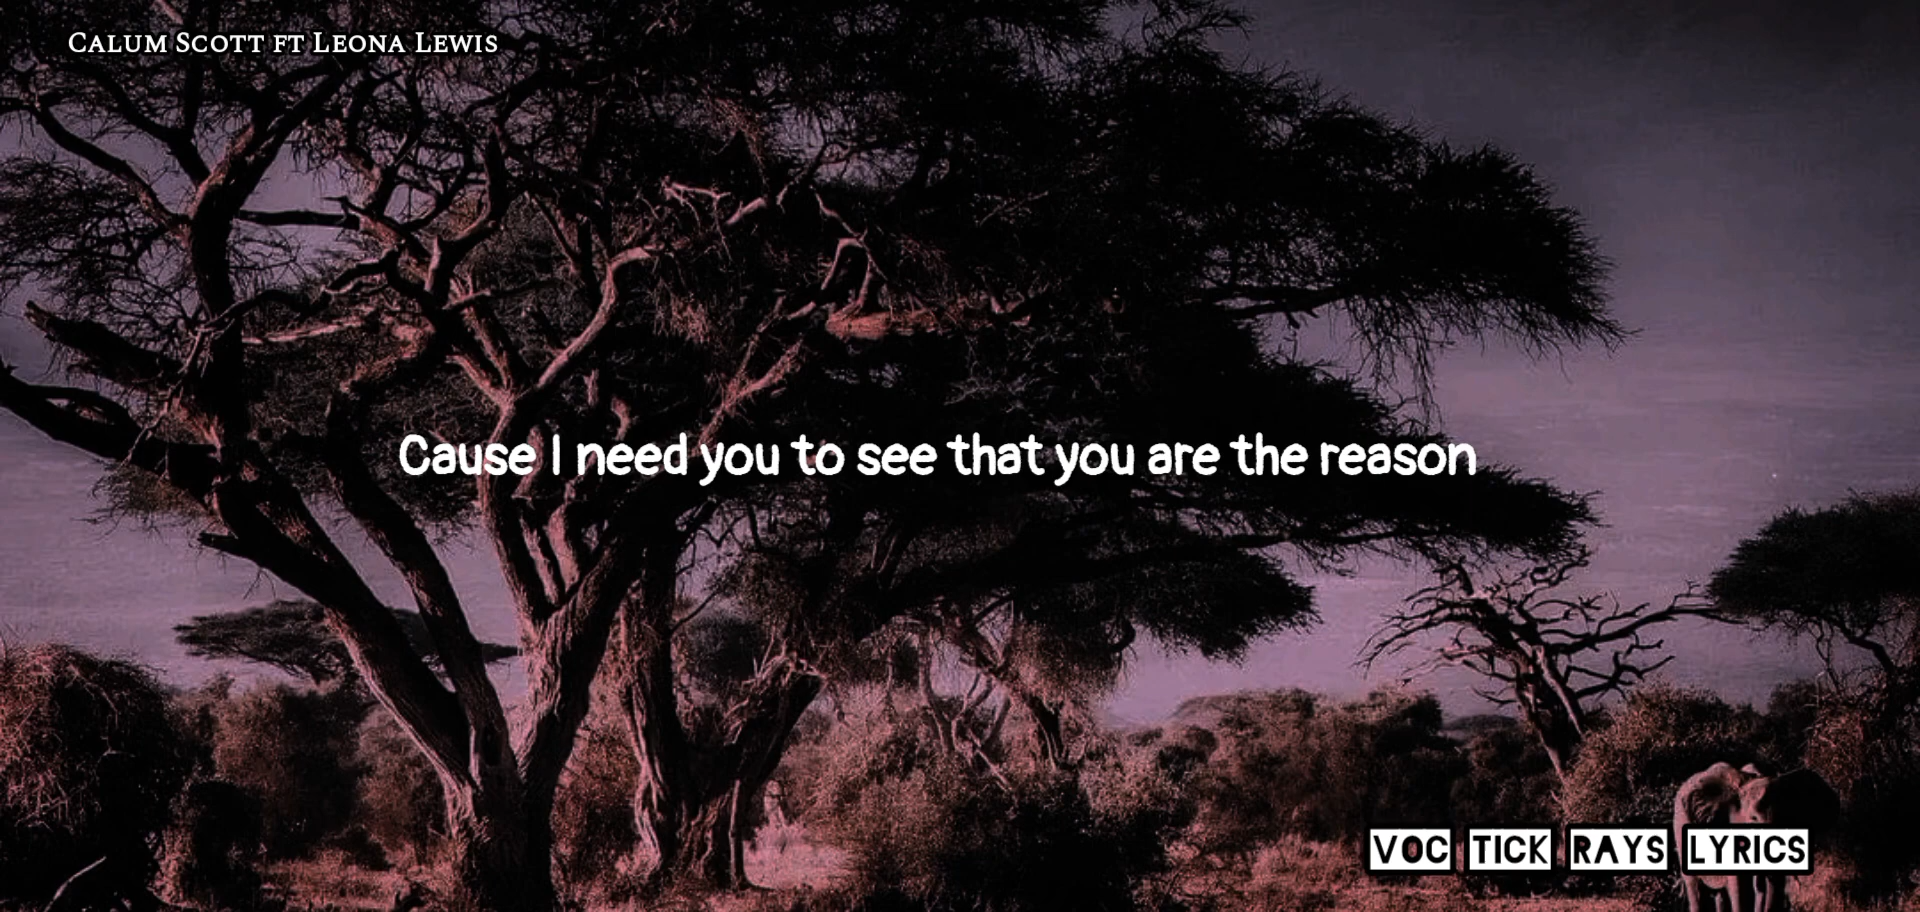 Calum Scott ft Leona Lewis
Cause I need you to see that you are the reason
VOC TICK RAYS LYRICS